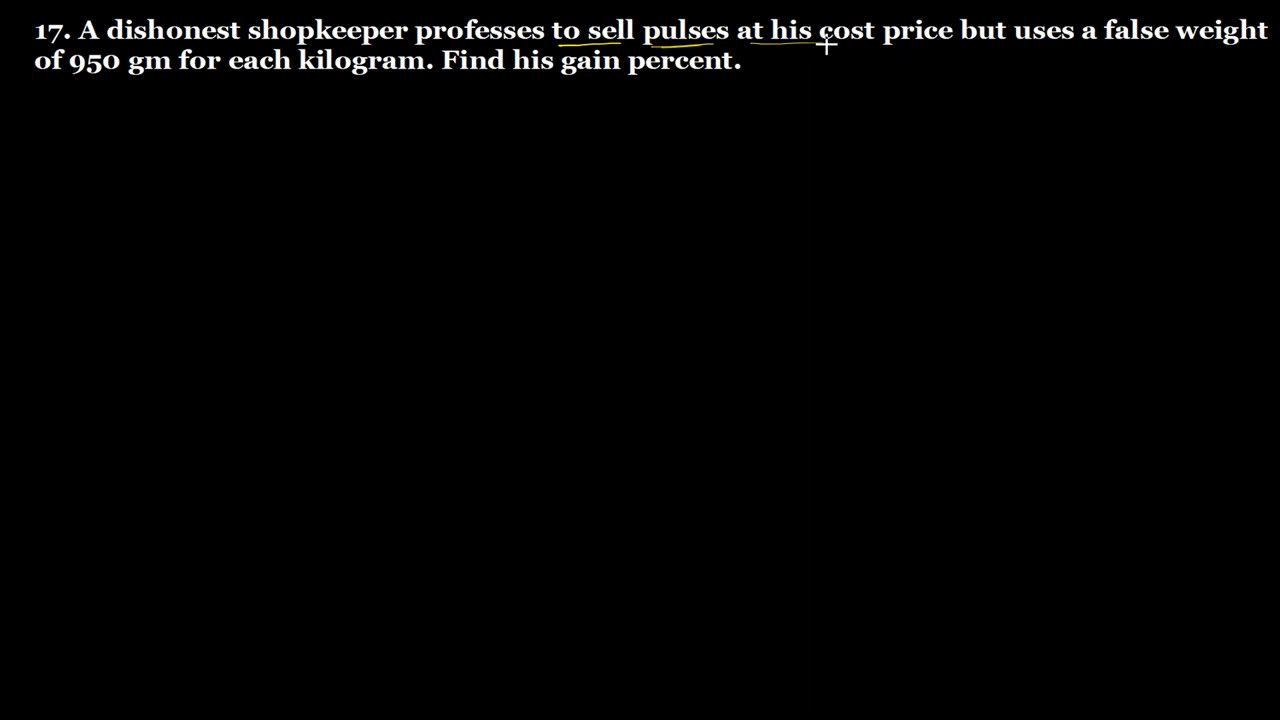 17. A dishonest shopkeeper professes to sell pulses at his cost price but uses a false weight
of 950 gm for each kilogram. Find his gain percent.